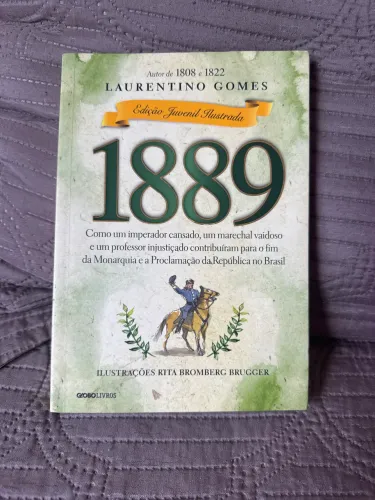 Autor de 1808 e 1822
LAURENTINO GOMES
Edição Juvenil Ilustrada
1889
Como um imperador cansado, um marechal vaidoso
e um professor injustiçado contribuíram para o fim
da Monarquia e a Proclamação da República no Brasil
ILUSTRAÇÕES RITA BROMBERG BRUGGER
GLOBOLIVROS